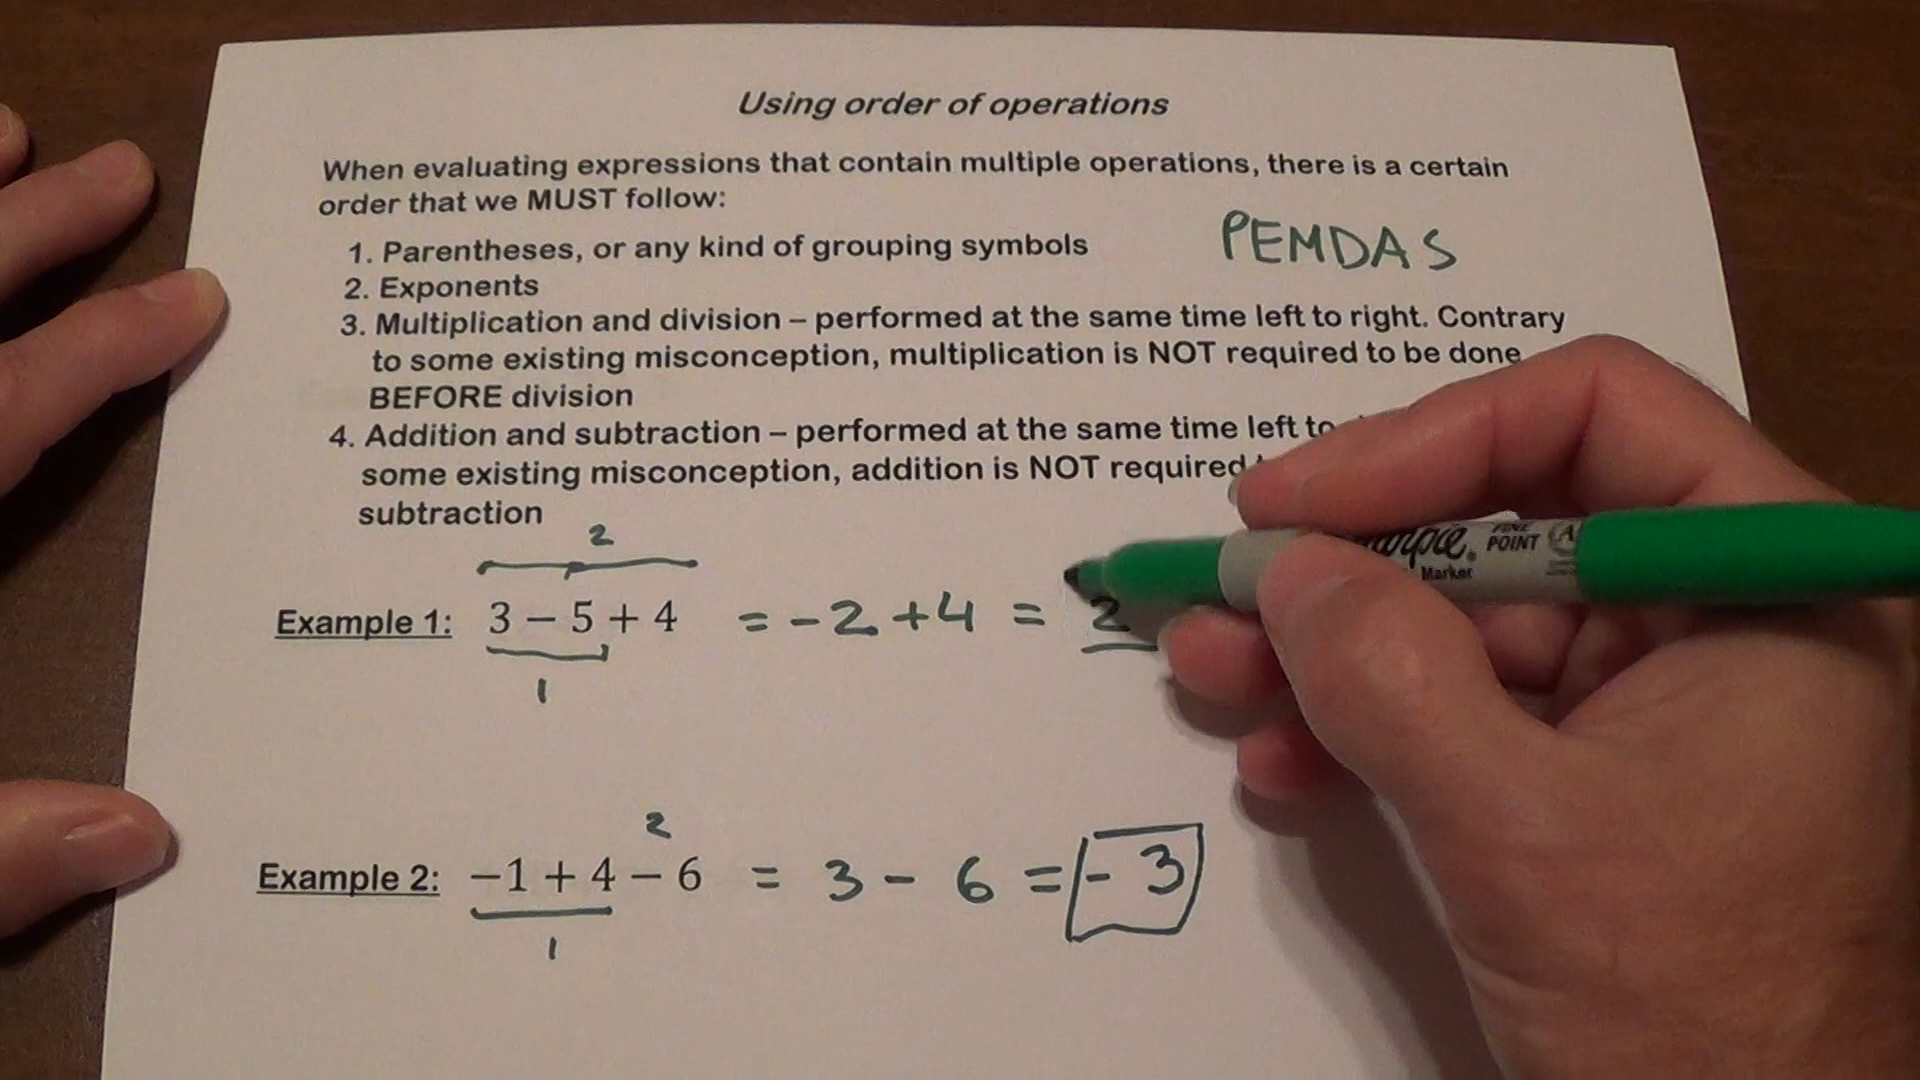 Using order of operations
When evaluating expressions that contain multiple operations, there is a certain
order that we MUST follow:
PEMDAS
1. Parentheses, or any kind of grouping symbols
2. Exponents
3. Multiplication and division – performed at the same time left to right. Contrary
to some existing misconception, multiplication is NOT required to be done
BEFORE division
4. Addition and subtraction – performed at the same time left to
some existing misconception, addition is NOT required
subtraction
2
Example 1: 3 − 5 + 4 = -2 + 4 = 2
1
FINE
POINT
Marker
2
Example 2: −1 + 4 − 6 = 3 - 6 = -3
1